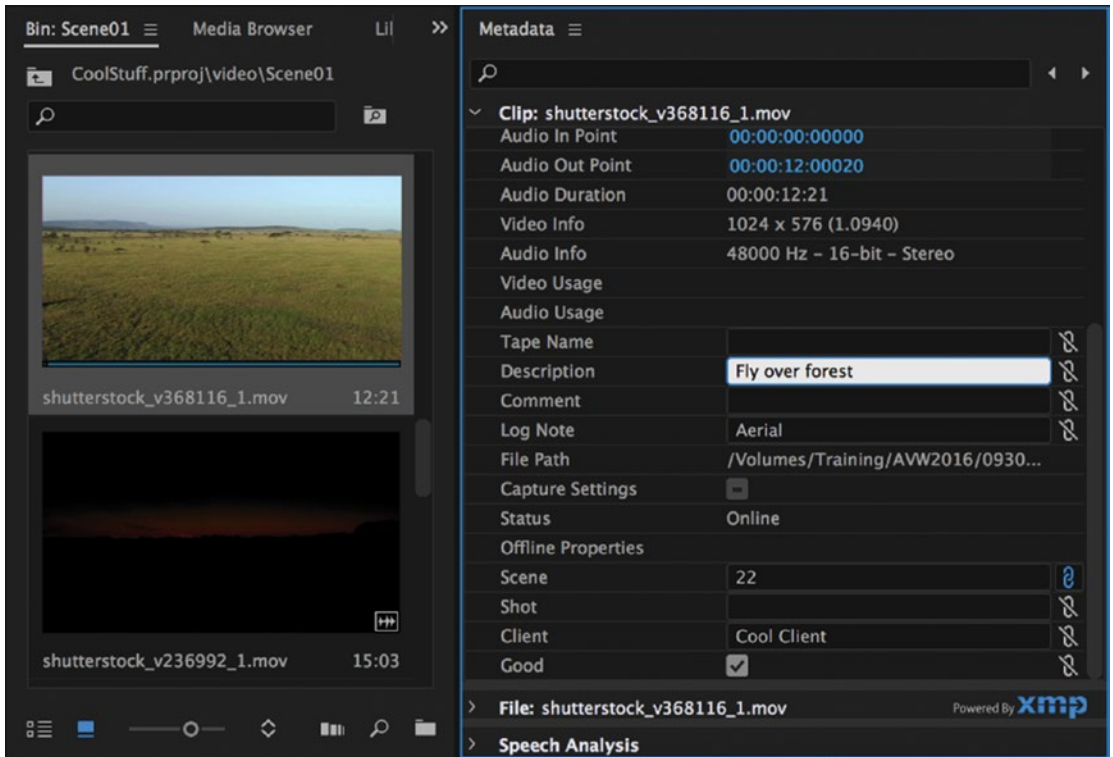 Bin: Scene01
Media Browser
Lil
CoolStuff.prproj\video\Scene01
shutterstock_v368116_1.mov 12:21
shutterstock_v236992_1.mov 15:03
Metadata
Clip: shutterstock_v368116_1.mov
Audio In Point 00:00:00:00000
Audio Out Point 00:00:12:00020
Audio Duration 00:00:12:21
Video Info 1024 x 576 (1.0940)
Audio Info 48000 Hz – 16-bit – Stereo
Video Usage
Audio Usage
Tape Name
Description Fly over forest
Comment
Log Note Aerial
File Path /Volumes/Training/AVW2016/0930...
Capture Settings
Status Online
Offline Properties
Scene 22
Shot
Client Cool Client
Good
File: shutterstock_v368116_1.mov Powered By xmp
Speech Analysis